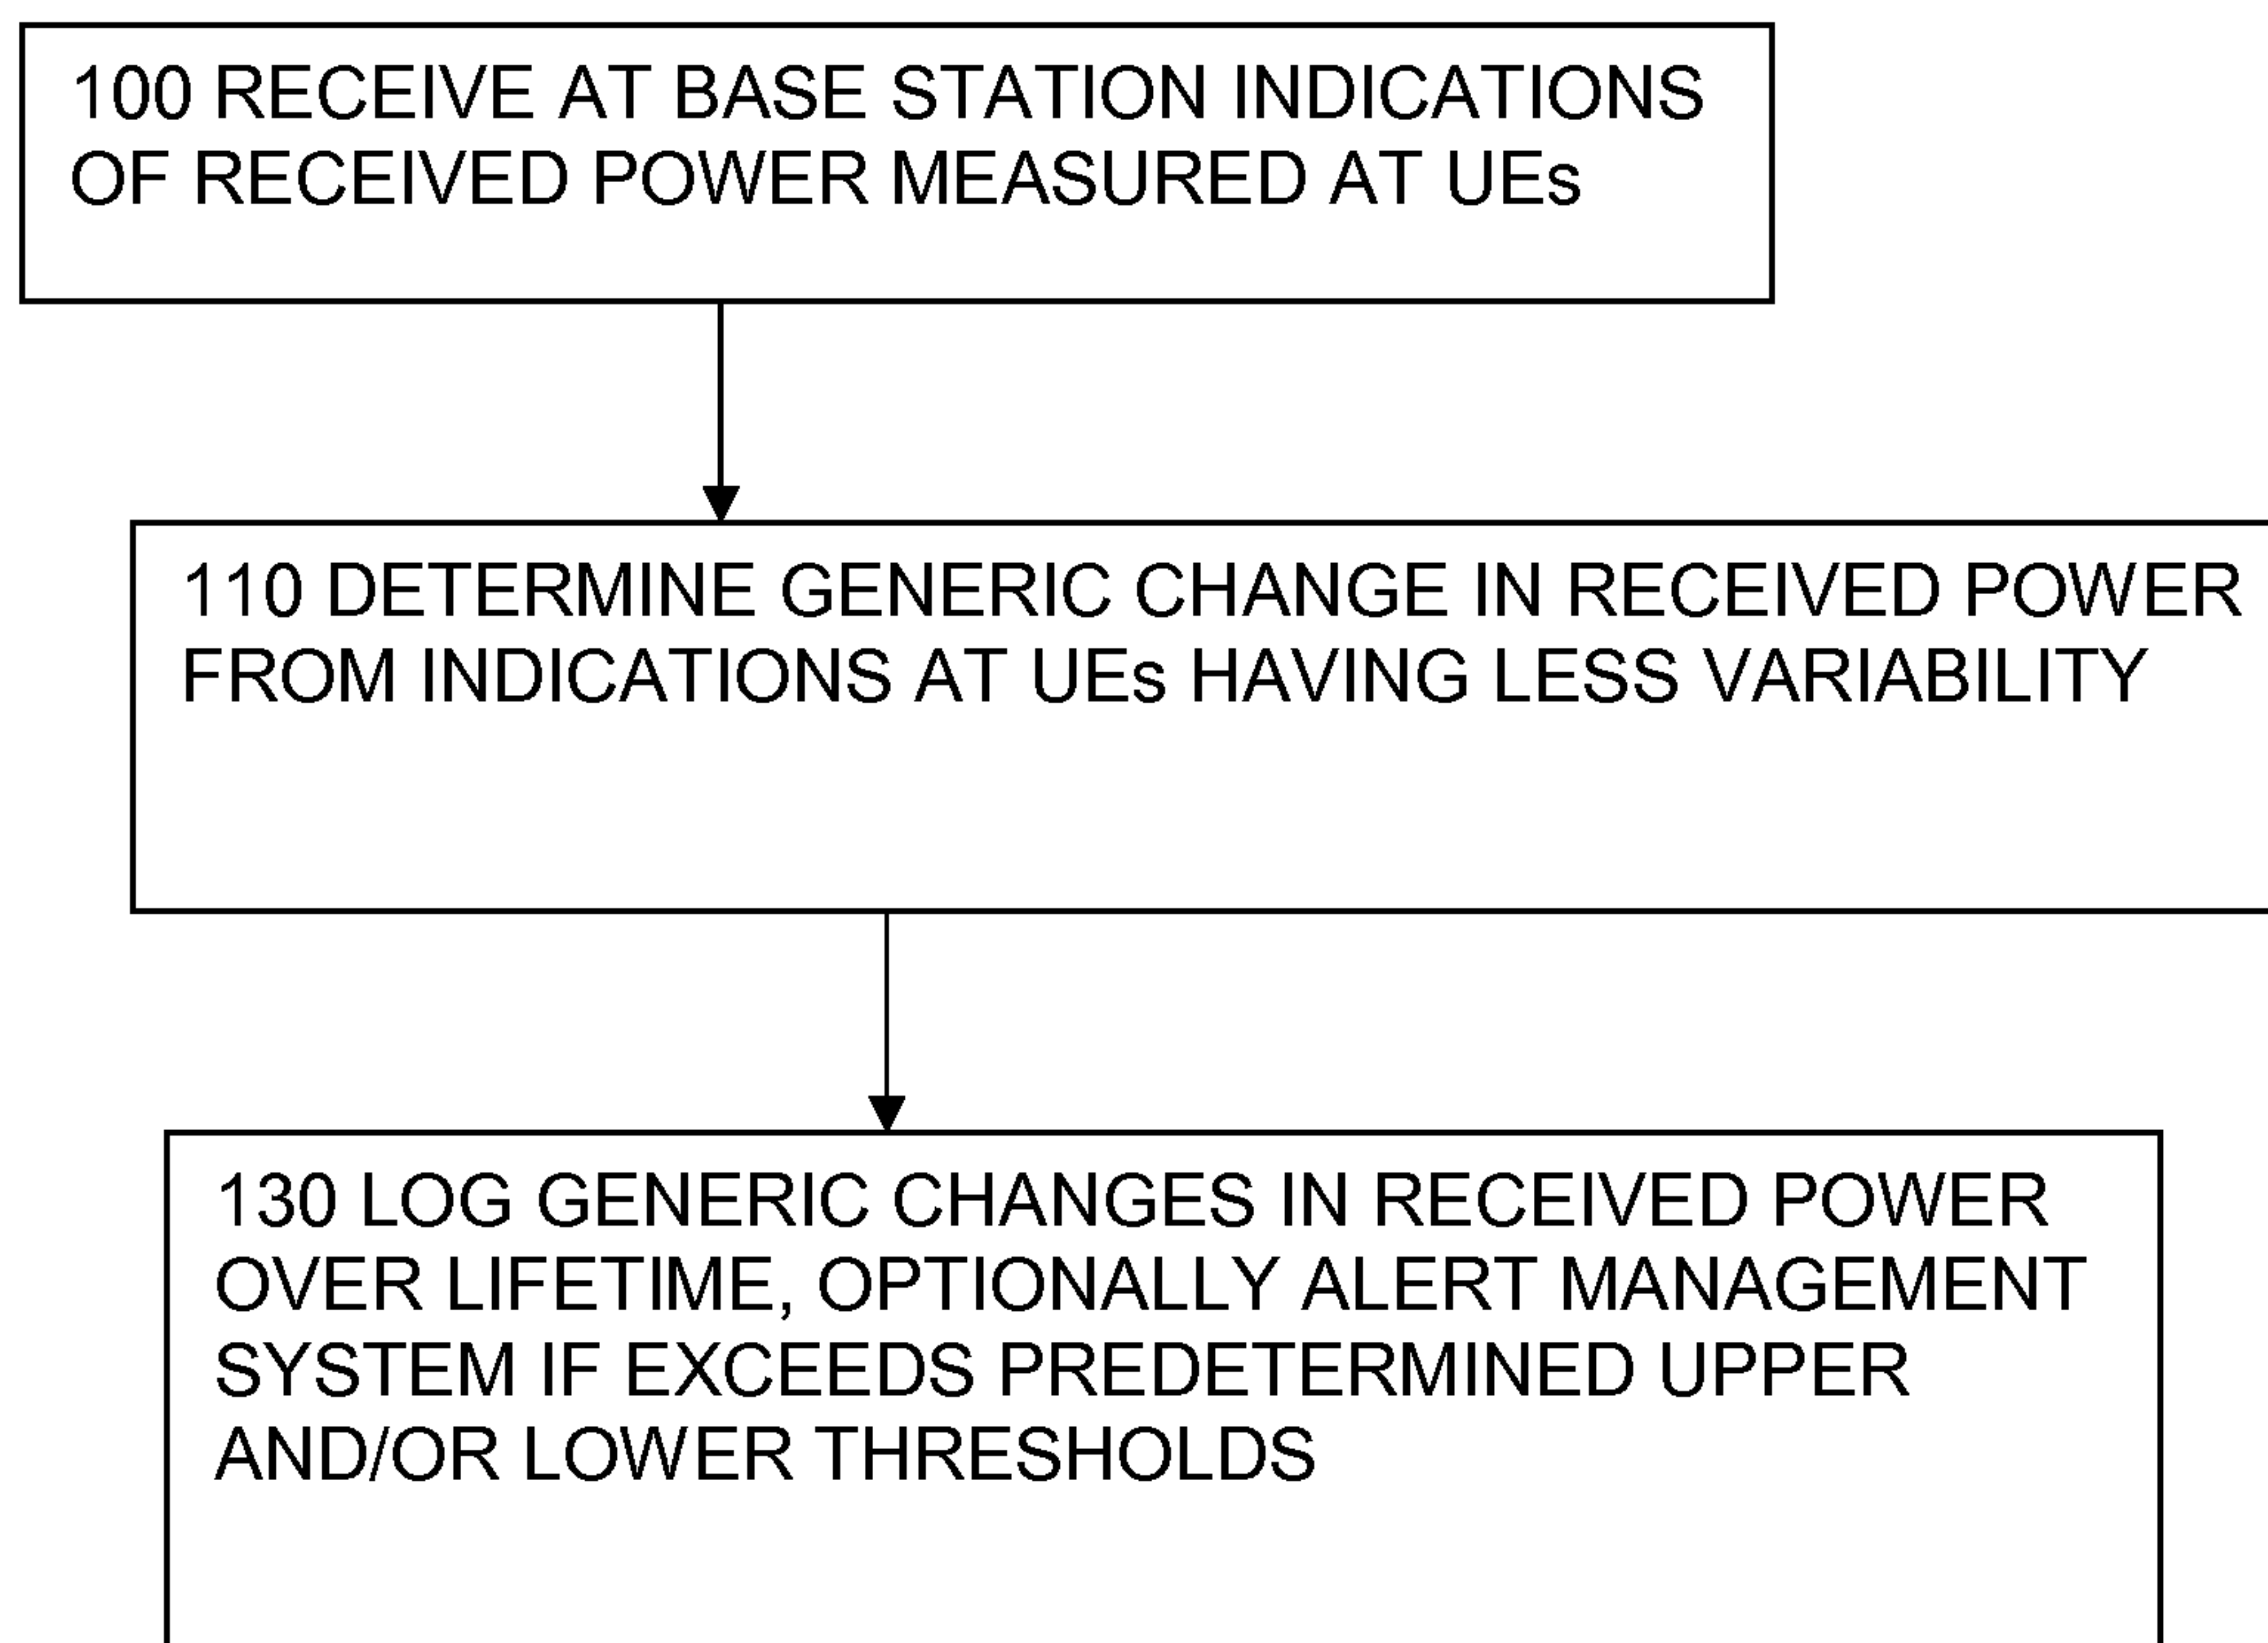 100 RECEIVE AT BASE STATION INDICATIONS
OF RECEIVED POWER MEASURED AT UEs
110 DETERMINE GENERIC CHANGE IN RECEIVED POWER
FROM INDICATIONS AT UEs HAVING LESS VARIABILITY
130 LOG GENERIC CHANGES IN RECEIVED POWER
OVER LIFETIME, OPTIONALLY ALERT MANAGEMENT
SYSTEM IF EXCEEDS PREDETERMINED UPPER
AND/OR LOWER THRESHOLDS